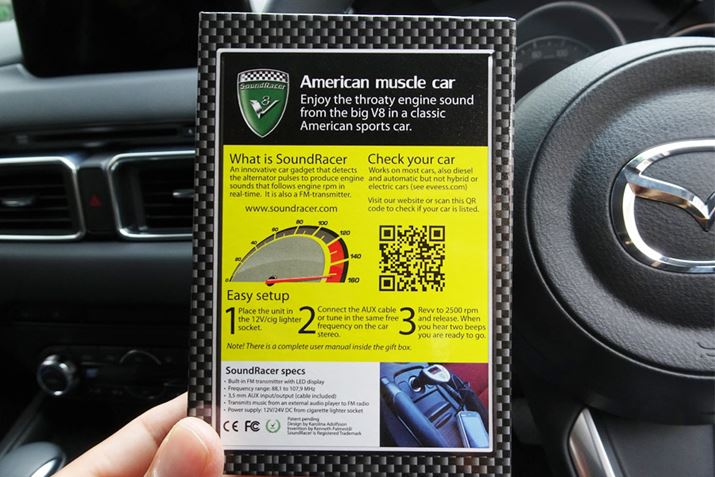 SoundRacer
V8
American muscle car
Enjoy the throaty engine sound
from the big V8 in a classic
American sports car.
What is SoundRacer
An innovative car gadget that detects
the alternator pulses to produce engine
sounds that follows engine rpm in
real-time. It is also a FM-transmitter.
www.soundracer.com
Check your car
Works on most cars, also diesel
and automatic but not hybrid or
electric cars (see eveess.com)
Visit our website or scan this QR
code to check if your car is listed.
0 20 40 60 80 100 120 140 160
Easy setup
1 Place the unit in
the 12V/cig lighter
socket.
2 Connect the AUX cable
or tune in the same free
frequency on the car
stereo.
3 Revv to 2500 rpm
and release. When
you hear two beeps
you are ready to go.
Note! There is a complete user manual inside the gift box.
SoundRacer specs
• Built-in FM transmitter with LED display
• Frequency range: 88,1 to 107,9 MHz
• 3,5 mm AUX input/output (cable included)
• Transmits music from an external audio player to FM radio
• Power supply: 12V/24V DC from cigarette lighter socket
CE FC
Patent pending
Design by Karolina Adolfsson
Invention by Kenneth Palmestål
SoundRacer is Registered Trademark